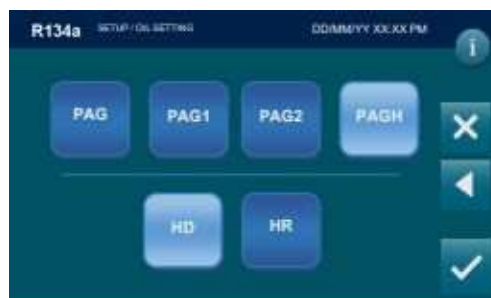 R134a SETUP / OIL SETTING DD/MM/YY XX:XX PM
i
PAG PAG1 PAG2 PAGH
HD HR